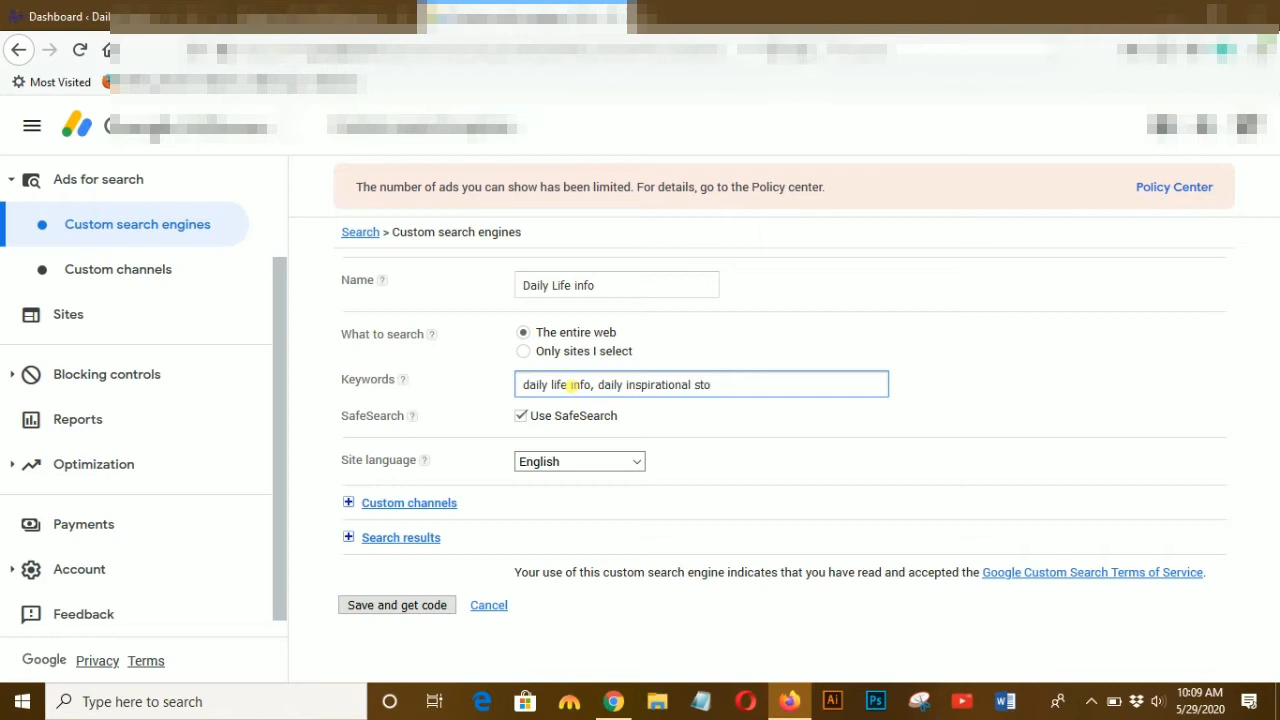 Dashboard ‹ Dail
Most Visited
Ads for search
Custom search engines
Custom channels
Sites
Blocking controls
Reports
Optimization
Payments
Account
Feedback
Google Privacy Terms
The number of ads you can show has been limited. For details, go to the Policy center. Policy Center
Search > Custom search engines
Name ? Daily Life info
What to search ? The entire web
Only sites I select
Keywords ? daily life info, daily inspirational sto
SafeSearch ? Use SafeSearch
Site language ? English
Custom channels
Search results
Your use of this custom search engine indicates that you have read and accepted the Google Custom Search Terms of Service.
Save and get code Cancel
Type here to search
Ai
Ps
W
10:09 AM
5/29/2020